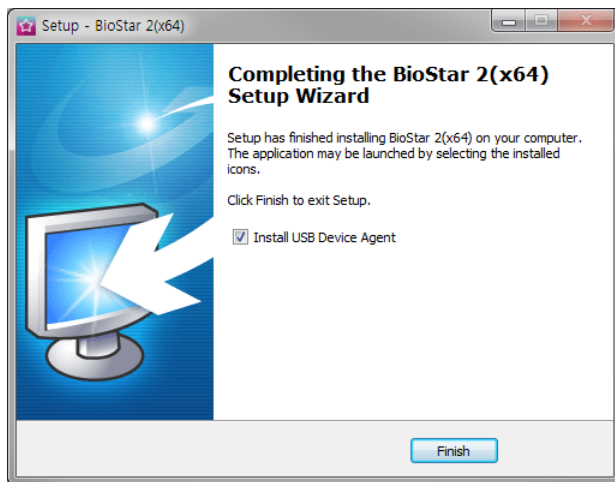 Setup - BioStar 2(x64)
Completing the BioStar 2(x64)
Setup Wizard
Setup has finished installing BioStar 2(x64) on your computer.
The application may be launched by selecting the installed
icons.
Click Finish to exit Setup.
Install USB Device Agent
Finish